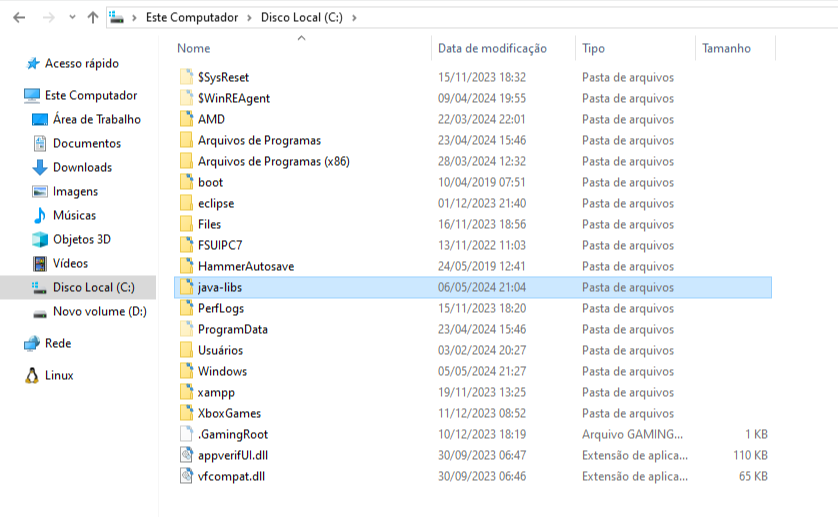 Este Computador > Disco Local (C:) >
Nome Data de modificação Tipo Tamanho
Acesso rápido
Este Computador
Área de Trabalho
Documentos
Downloads
Imagens
Músicas
Objetos 3D
Vídeos
Disco Local (C:)
Novo volume (D:)
Rede
Linux
$SysReset 15/11/2023 18:32 Pasta de arquivos
$WinREAgent 09/04/2024 19:55 Pasta de arquivos
AMD 22/03/2024 22:01 Pasta de arquivos
Arquivos de Programas 23/04/2024 15:46 Pasta de arquivos
Arquivos de Programas (x86) 28/03/2024 12:32 Pasta de arquivos
boot 10/04/2019 07:51 Pasta de arquivos
eclipse 01/12/2023 21:40 Pasta de arquivos
Files 16/11/2023 18:56 Pasta de arquivos
FSUIPC7 13/11/2022 11:03 Pasta de arquivos
HammerAutosave 24/05/2019 12:41 Pasta de arquivos
java-libs 06/05/2024 21:04 Pasta de arquivos
PerfLogs 15/11/2023 18:20 Pasta de arquivos
ProgramData 23/04/2024 15:46 Pasta de arquivos
Usuários 03/02/2024 20:27 Pasta de arquivos
Windows 05/05/2024 21:27 Pasta de arquivos
xampp 19/11/2023 13:25 Pasta de arquivos
XboxGames 11/12/2023 08:52 Pasta de arquivos
.GamingRoot 10/12/2023 18:19 Arquivo GAMING... 1 KB
appverifUI.dll 30/09/2023 06:47 Extensão de aplica... 110 KB
vfcompat.dll 30/09/2023 06:46 Extensão de aplica... 65 KB